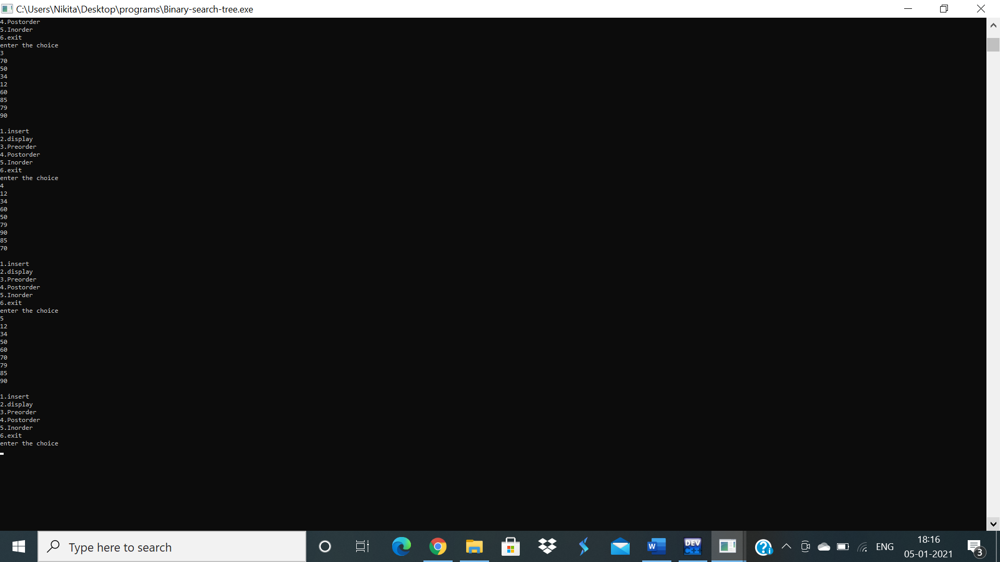 C:\Users\Nikita\Desktop\programs\Binary-search-tree.exe
4.Postorder
5.Inorder
6.exit
enter the choice
3
70
50
34
12
60
85
79
90
1.insert
2.display
3.Preorder
4.Postorder
5.Inorder
6.exit
enter the choice
4
12
34
60
50
79
90
85
70
1.insert
2.display
3.Preorder
4.Postorder
5.Inorder
6.exit
enter the choice
5
12
34
50
60
70
79
85
90
1.insert
2.display
3.Preorder
4.Postorder
5.Inorder
6.exit
enter the choice
Type here to search
W
DEV
C++
?
i
ENG
18:16
05-01-2021
3